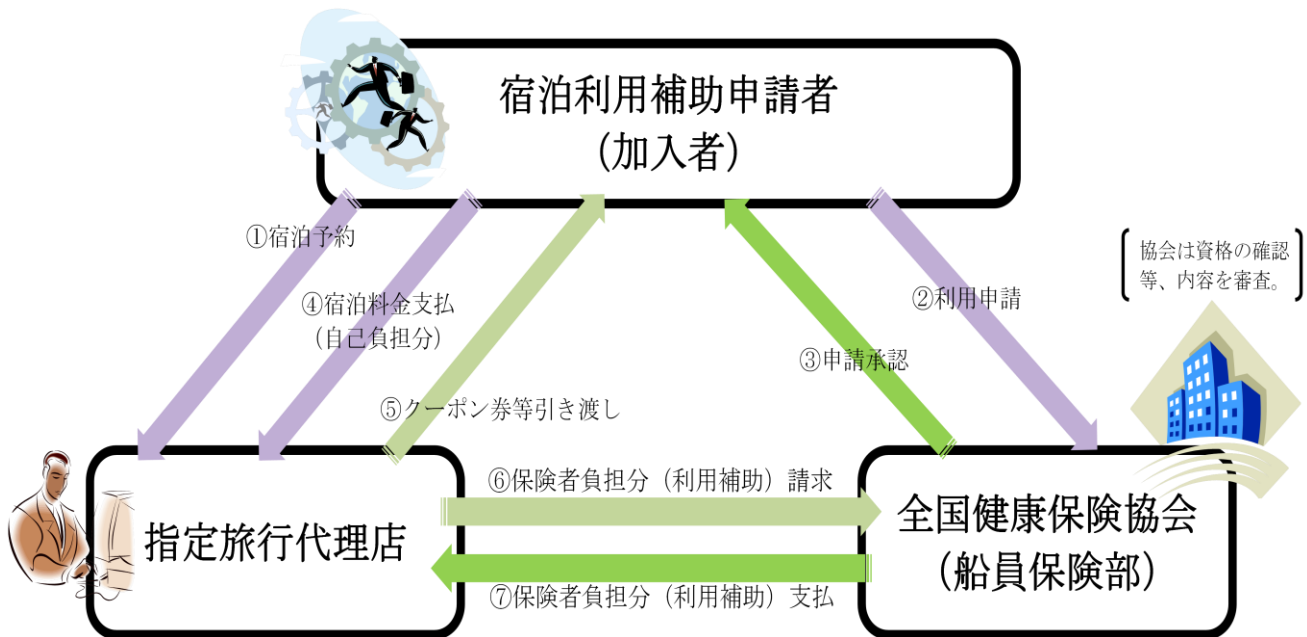 宿泊利用補助申請者
（加入者）
①宿泊予約
協会は資格の確認
等、内容を審査。
④宿泊料金支払
（自己負担分）
②利用申請
③申請承認
⑤クーポン券等引き渡し
⑥保険者負担分（利用補助）請求
指定旅行代理店
全国健康保険協会
（船員保険部）
⑦保険者負担分（利用補助）支払